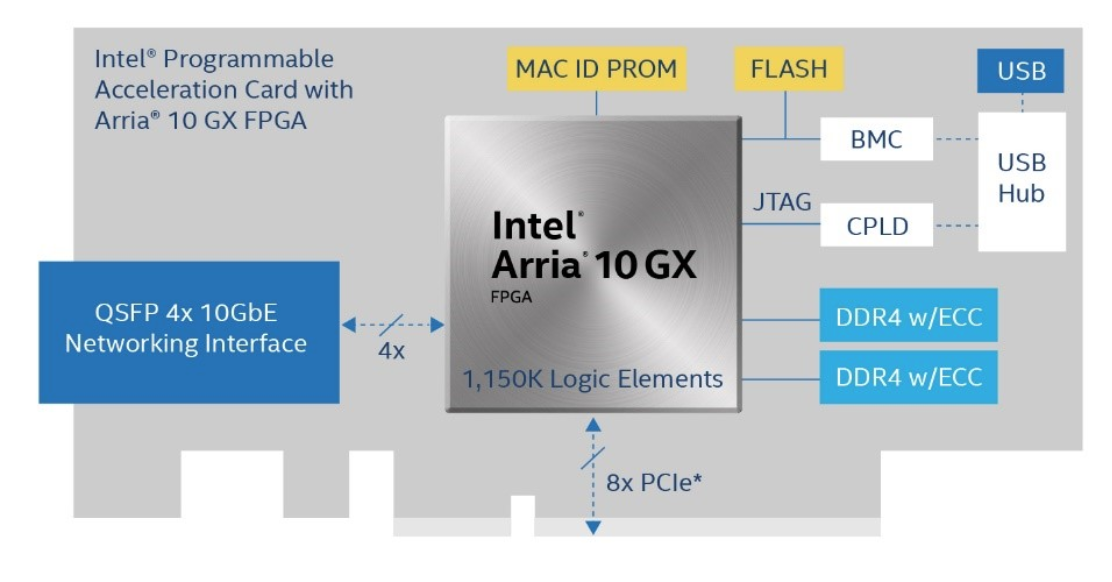 Intel® Programmable
Acceleration Card with
Arria® 10 GX FPGA
MAC ID PROM
FLASH
USB
BMC
USB
Hub
JTAG
CPLD
Intel®
Arria® 10 GX
FPGA
QSFP 4x 10GbE
Networking Interface
4x
DDR4 w/ECC
1,150K Logic Elements
DDR4 w/ECC
8x PCIe*